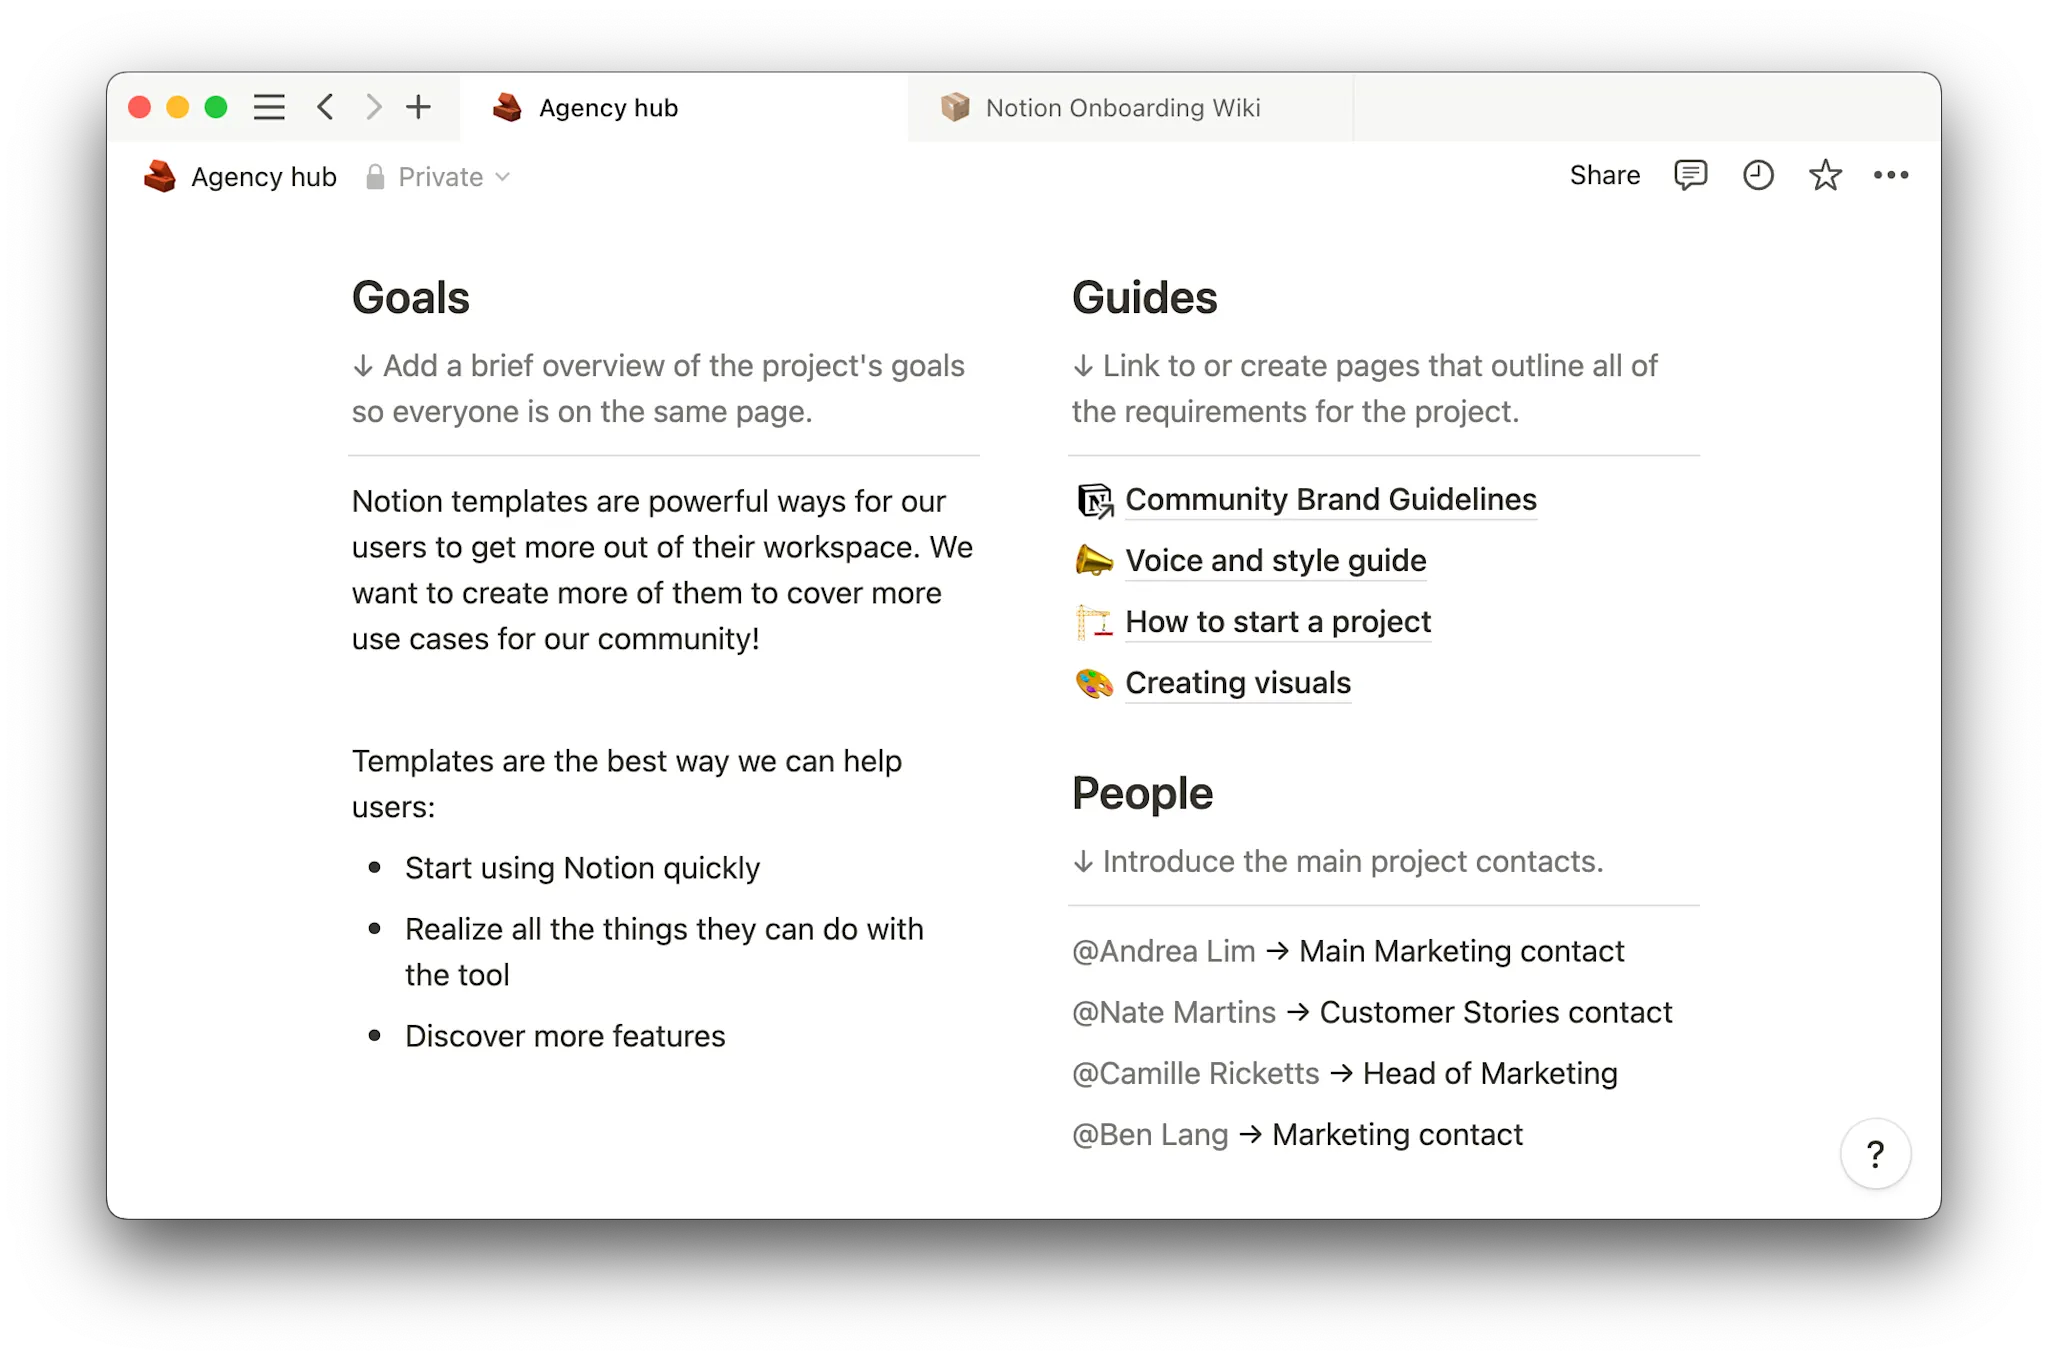 Agency hub
Notion Onboarding Wiki
Agency hub
Private
Share
Goals
↓ Add a brief overview of the project's goals
so everyone is on the same page.
Notion templates are powerful ways for our
users to get more out of their workspace. We
want to create more of them to cover more
use cases for our community!
Templates are the best way we can help
users:
• Start using Notion quickly
• Realize all the things they can do with
the tool
• Discover more features
Guides
↓ Link to or create pages that outline all of
the requirements for the project.
Community Brand Guidelines
Voice and style guide
How to start a project
Creating visuals
People
↓ Introduce the main project contacts.
@Andrea Lim → Main Marketing contact
@Nate Martins → Customer Stories contact
@Camille Ricketts → Head of Marketing
@Ben Lang → Marketing contact
?